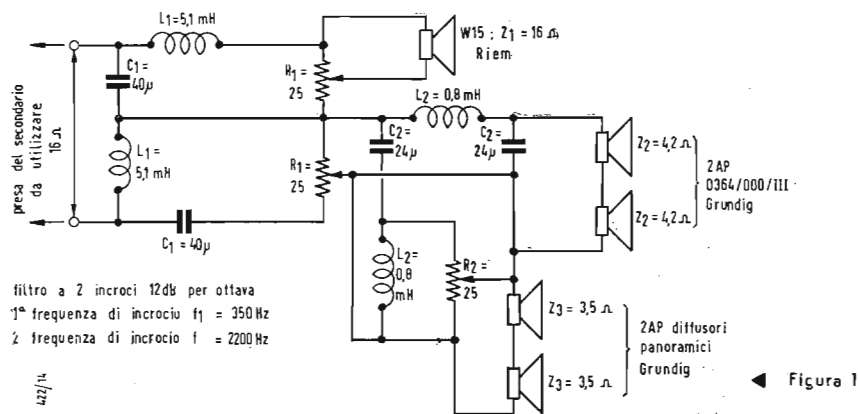 L1=5,1 mH
W15 ; Z1 = 16 Ω
Riem
C1 =
40µ
R1 =
25
presa del secondario
da utilizzare
16 Ω
L2 = 0,8 mH
C2 =
24µ
C2 =
24µ
L1 =
5,1 mH
R1 =
25
Z2 = 4,2 Ω
Z2 = 4,2 Ω
2AP
0364/000/III
Grundig
C1 = 40µ
L2 =
0,8
mH
R2 =
25
filtro a 2 incroci 12dB per ottava
1ª frequenza di incrocio f1 = 350 Hz
2 frequenza di incrocio f = 2200 Hz
Z3 = 3,5 Ω
Z3 = 3,5 Ω
2AP diffusori
panoramici
Grundig
422/14
◄ Figura 1